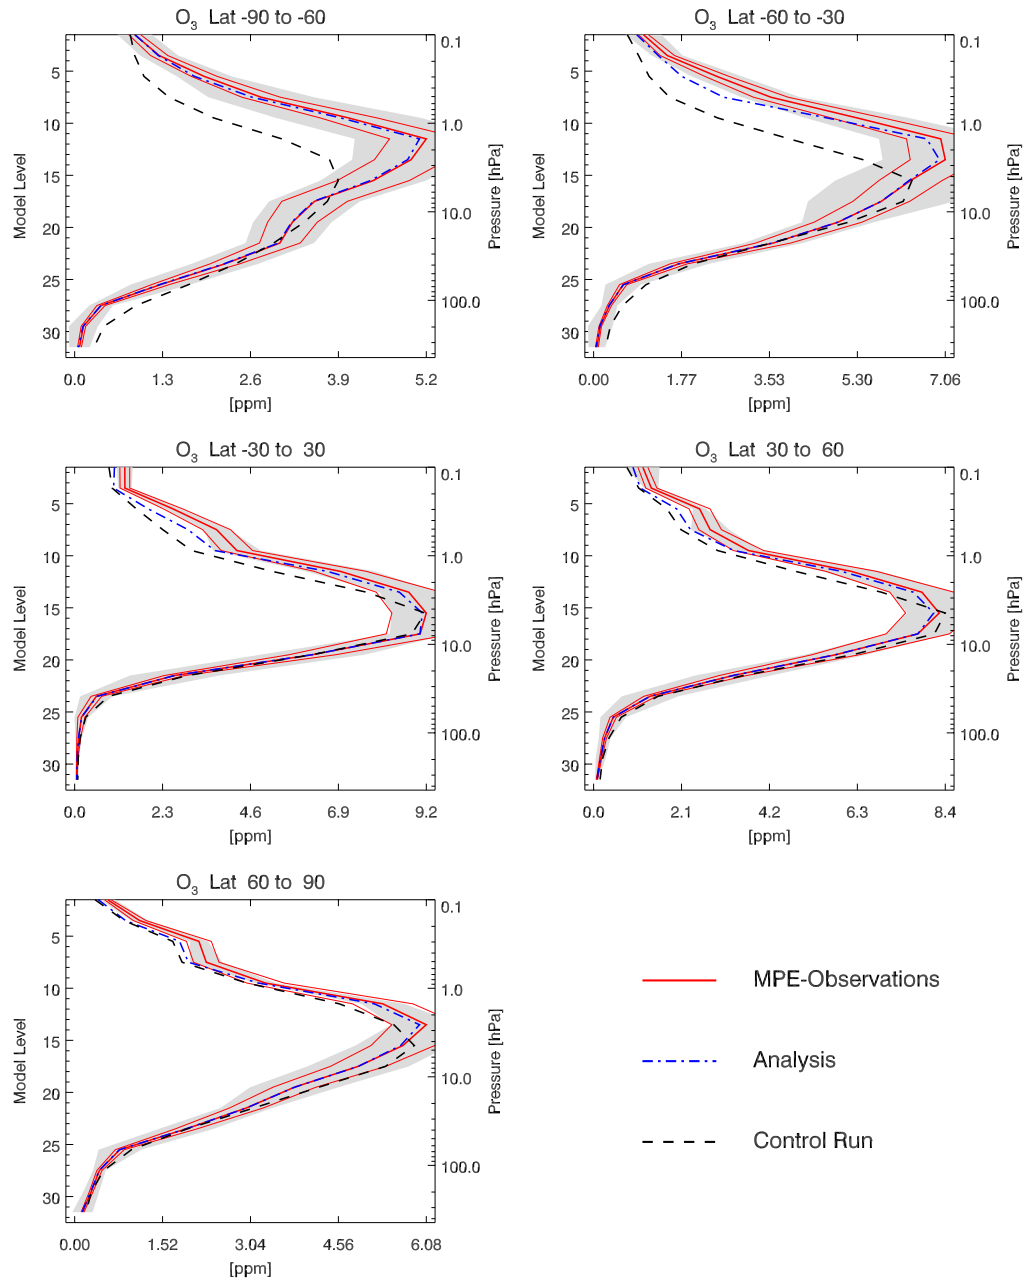 O3 Lat -90 to -60
O3 Lat -60 to -30
0.1
5
10
15
20
25
30
1.0
10.0
100.0
Model Level
Pressure [hPa]
0.0 1.3 2.6 3.9 5.2
[ppm]
0.1
5
10
15
20
25
30
1.0
10.0
100.0
Model Level
Pressure [hPa]
0.00 1.77 3.53 5.30 7.06
[ppm]
O3 Lat -30 to 30
O3 Lat 30 to 60
0.1
5
10
15
20
25
30
1.0
10.0
100.0
Model Level
Pressure [hPa]
0.0 2.3 4.6 6.9 9.2
[ppm]
0.1
5
10
15
20
25
30
1.0
10.0
100.0
Model Level
Pressure [hPa]
0.0 2.1 4.2 6.3 8.4
[ppm]
O3 Lat 60 to 90
0.1
5
10
15
20
25
30
1.0
10.0
100.0
Model Level
Pressure [hPa]
0.00 1.52 3.04 4.56 6.08
[ppm]
MPE-Observations
Analysis
Control Run